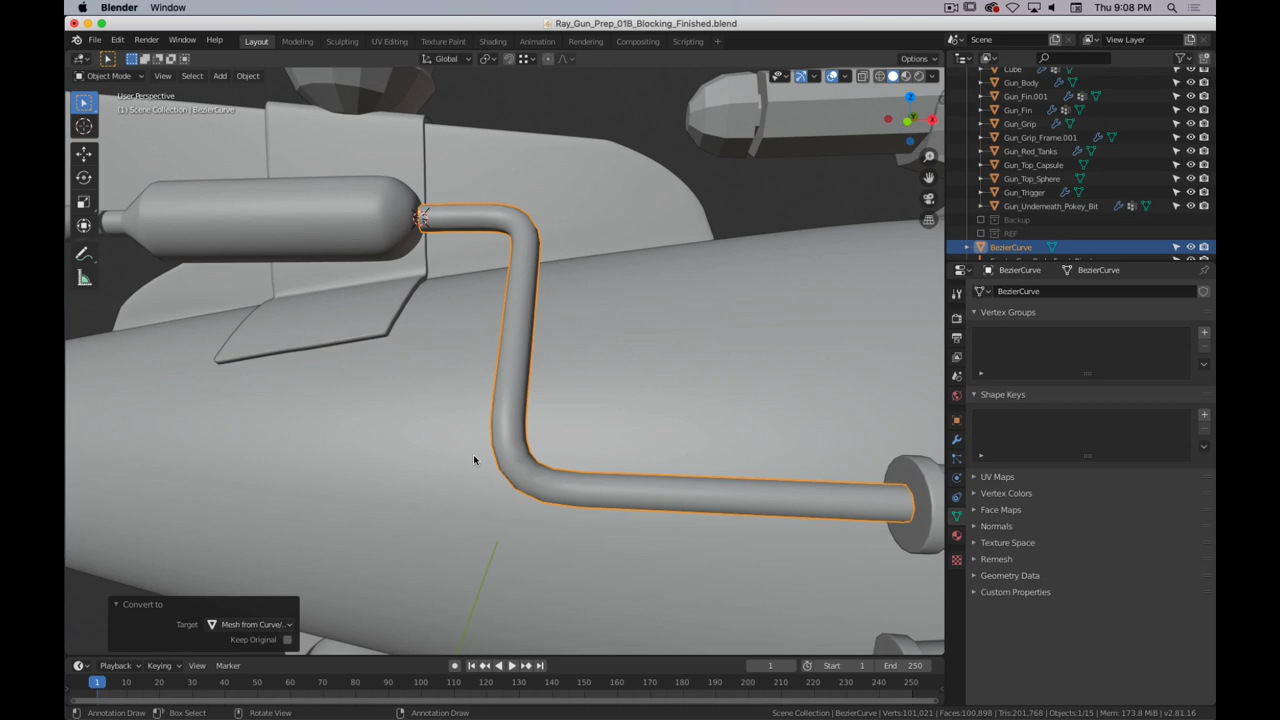 Blender Window Thu 9:08 PM
Ray_Gun_Prep_01B_Blocking_Finished.blend
File Edit Render Window Help Layout Modeling Sculpting UV Editing Texture Paint Shading Animation Rendering Compositing Scripting + Scene View Layer
Global Options
Object Mode View Select Add Object
User Perspective
(1) Scene Collection | BezierCurve
Z
X
Y
Cube
Gun_Body
Gun_Fin.001
Gun_Fin
Gun_Grip
Gun_Grip_Frame.001
Gun_Red_Tanks
Gun_Top_Capsule
Gun_Top_Sphere
Gun_Trigger
Gun_Underneath_Pokey_Bit
Backup
REF
BezierCurve
BezierCurve BezierCurve
BezierCurve
Vertex Groups
Shape Keys
UV Maps
Vertex Colors
Face Maps
Normals
Texture Space
Remesh
Geometry Data
Custom Properties
Convert to
Target Mesh from Curve/...
Keep Original
Playback Keying View Marker 1 Start 1 End 250
1 10 20 30 40 50 60 70 80 90 100 110 120 130 140 150 160 170 180 190 200 210 220 230 240 250
Annotation Draw Box Select Rotate View Annotation Draw Scene Collection | BezierCurve | Verts:101,021 | Faces:100,898 | Tris:201,768 | Objects:1/15 | Mem: 173.8 MiB | v2.81.16